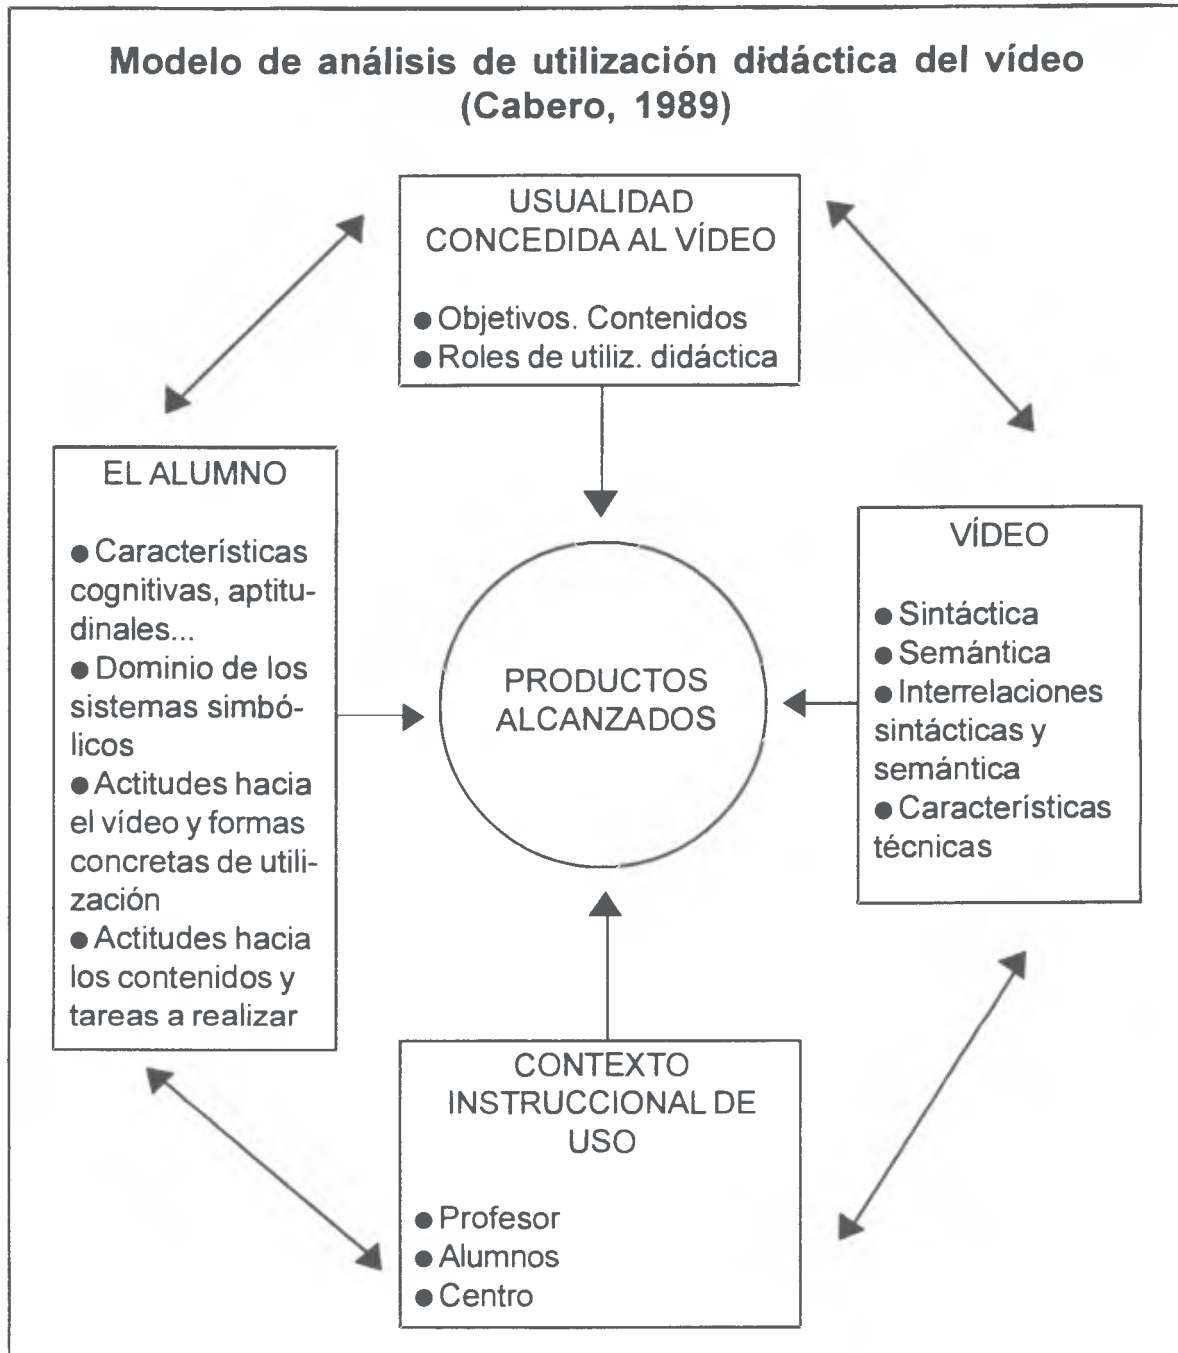 Modelo de análisis de utilización didáctica del vídeo
(Cabero, 1989)
USUALIDAD
CONCEDIDA AL VÍDEO
● Objetivos. Contenidos
● Roles de utiliz. didáctica
EL ALUMNO
● Características
cognitivas, aptitu-
dinales...
● Dominio de los
sistemas simbó-
licos
● Actitudes hacia
el vídeo y formas
concretas de utili-
zación
● Actitudes hacia
los contenidos y
tareas a realizar
PRODUCTOS
ALCANZADOS
VÍDEO
● Sintáctica
● Semántica
● Interrelaciones
sintácticas y
semántica
● Características
técnicas
CONTEXTO
INSTRUCCIONAL DE
USO
● Profesor
● Alumnos
● Centro